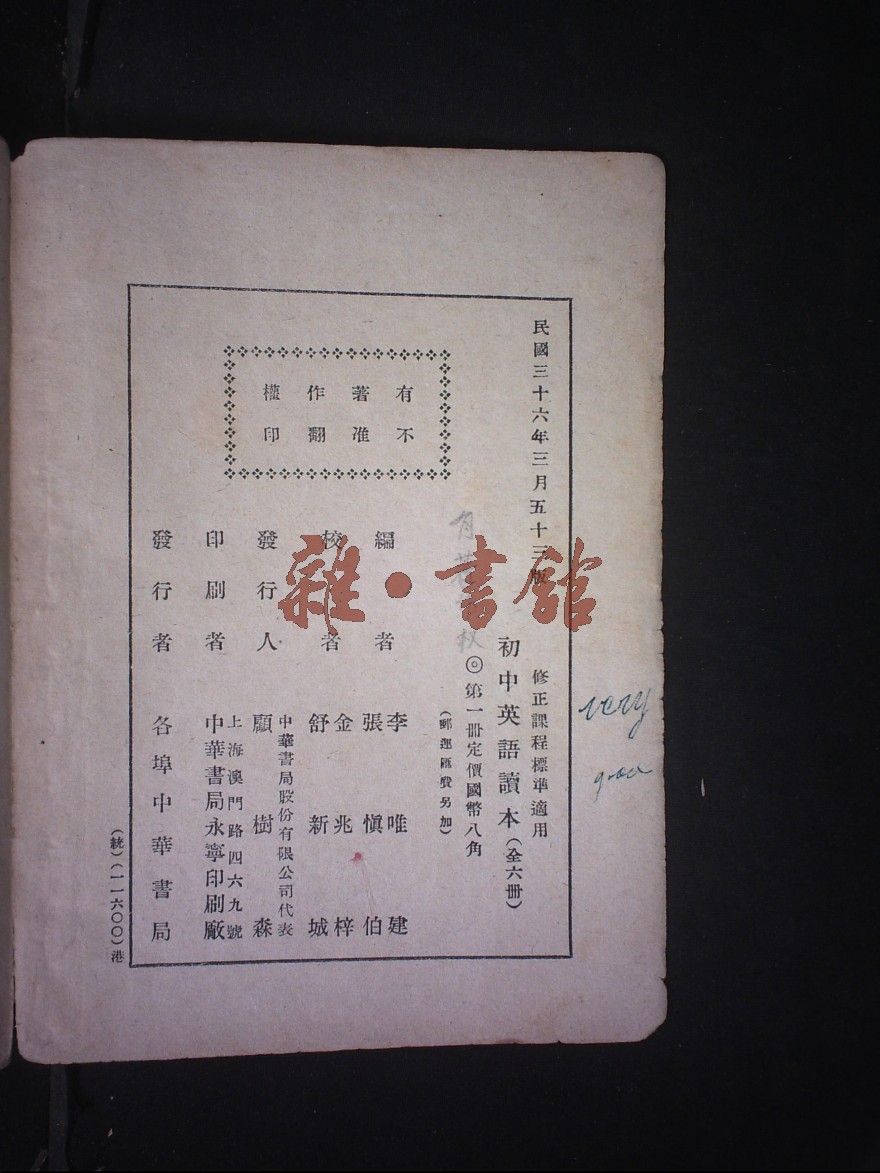 民國三十六年三月五十三版
修正課程標準適用
初中英語讀本(全六冊)
◎第一冊定價國幣八角
(郵運匯費另加)
有不
著准
作翻
權印
編者 李唯建
張愼伯
校者 金兆梓
舒新城
發行人 中華書局股份有限公司代表
顧樹森
印刷者 上海澳門路四六九號
中華書局永寧印刷廠
發行者 各埠中華書局
(統)(一一六〇〇)港
very
good
雜·書館